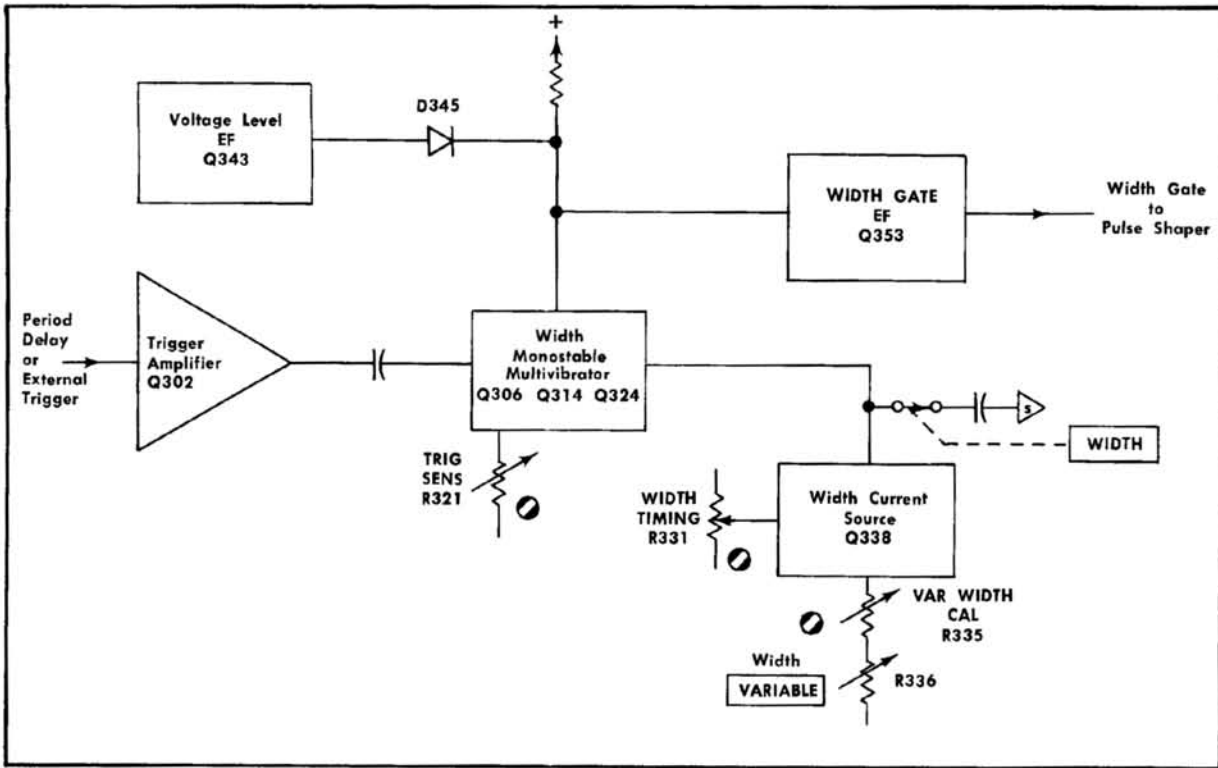 +
D345
Voltage Level
EF
Q343
WIDTH GATE
EF
Q353
Width Gate
to
Pulse Shaper
Period
Delay
or
External
Trigger
Trigger
Amplifier
Q302
Width
Monostable
Multivibrator
Q306 Q314 Q324
S
WIDTH
TRIG
SENS
R321
WIDTH
TIMING
R331
Width Current
Source
Q338
VAR WIDTH
CAL
R335
Width
VARIABLE
R336